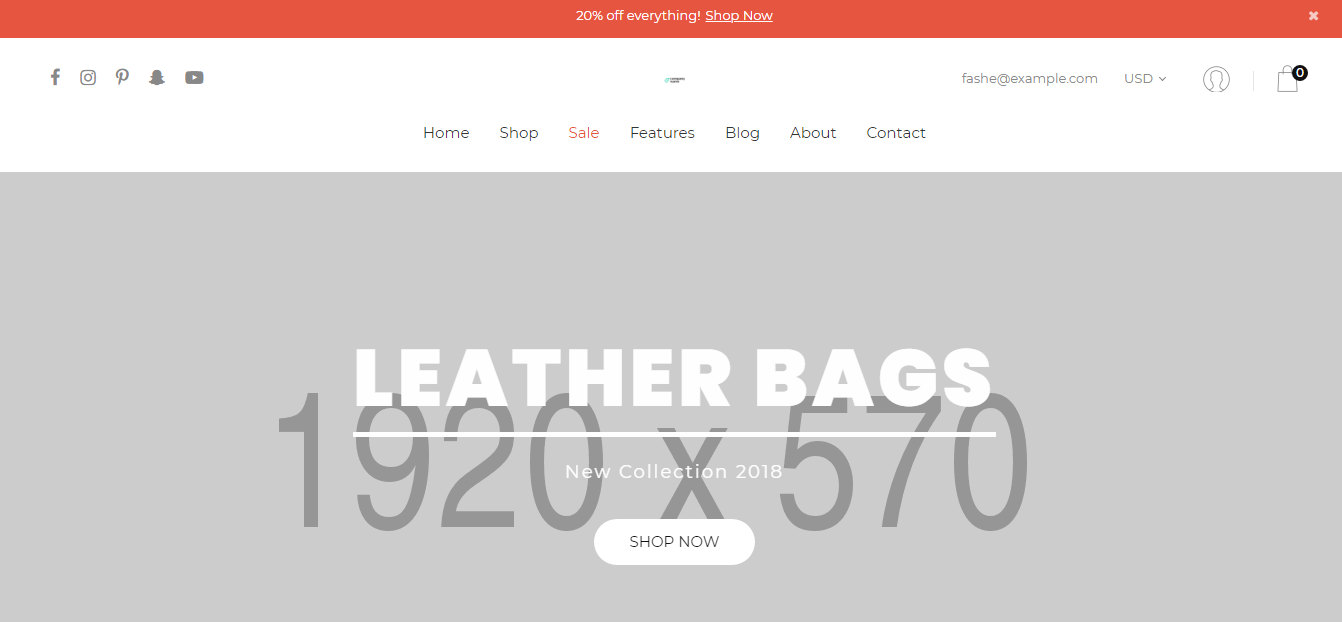 20% off everything! Shop Now
fashe@example.com
USD
0
Home Shop Sale Features Blog About Contact
LEATHER BAGS
1920 x 570
New Collection 2018
SHOP NOW